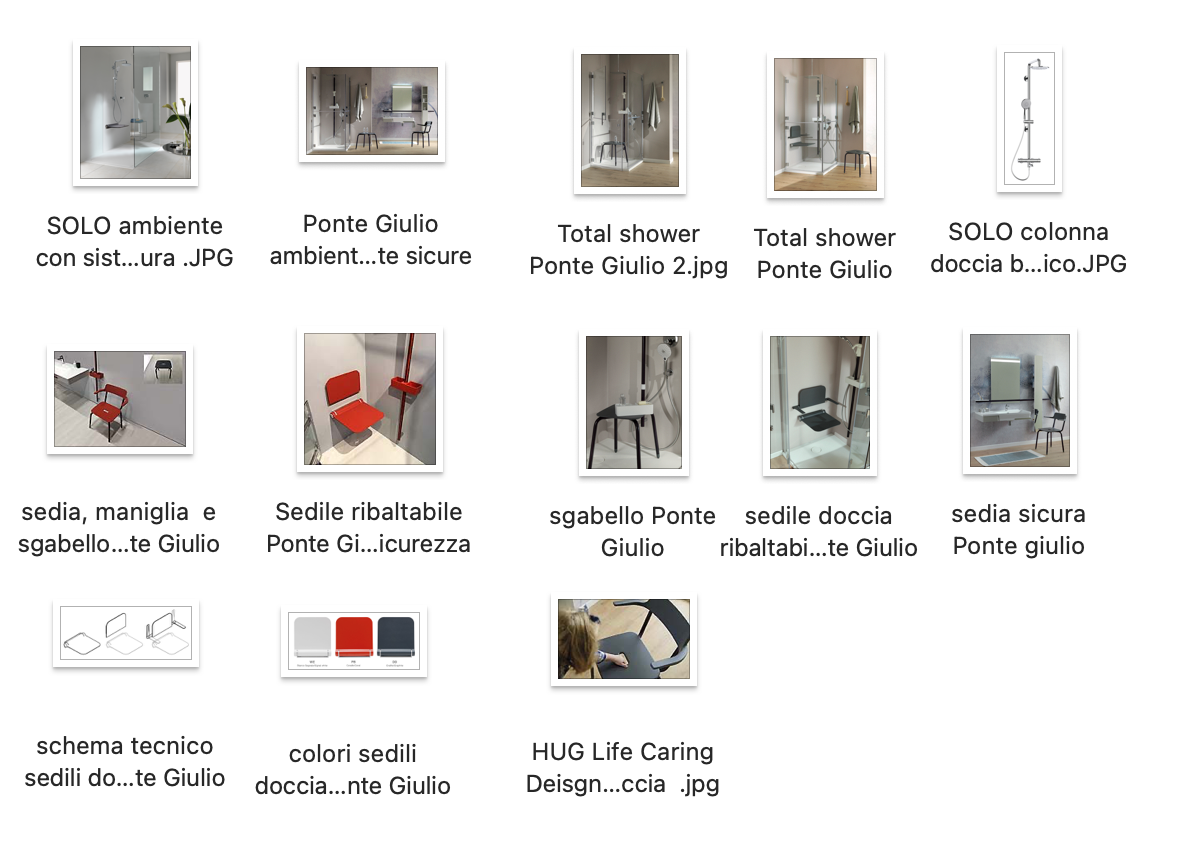 SOLO ambiente
con sist...ura .JPG
Ponte Giulio
ambient...te sicure
Total shower
Ponte Giulio 2.jpg
Total shower
Ponte Giulio
SOLO colonna
doccia b...ico.JPG
sedia, maniglia  e
sgabello...te Giulio
Sedile ribaltabile
Ponte Gi...icurezza
sgabello Ponte
Giulio
sedile doccia
ribaltabi...te Giulio
sedia sicura
Ponte giulio
schema tecnico
sedili do...te Giulio
colori sedili
doccia...nte Giulio
HUG Life Caring
Deisgn...ccia  .jpg